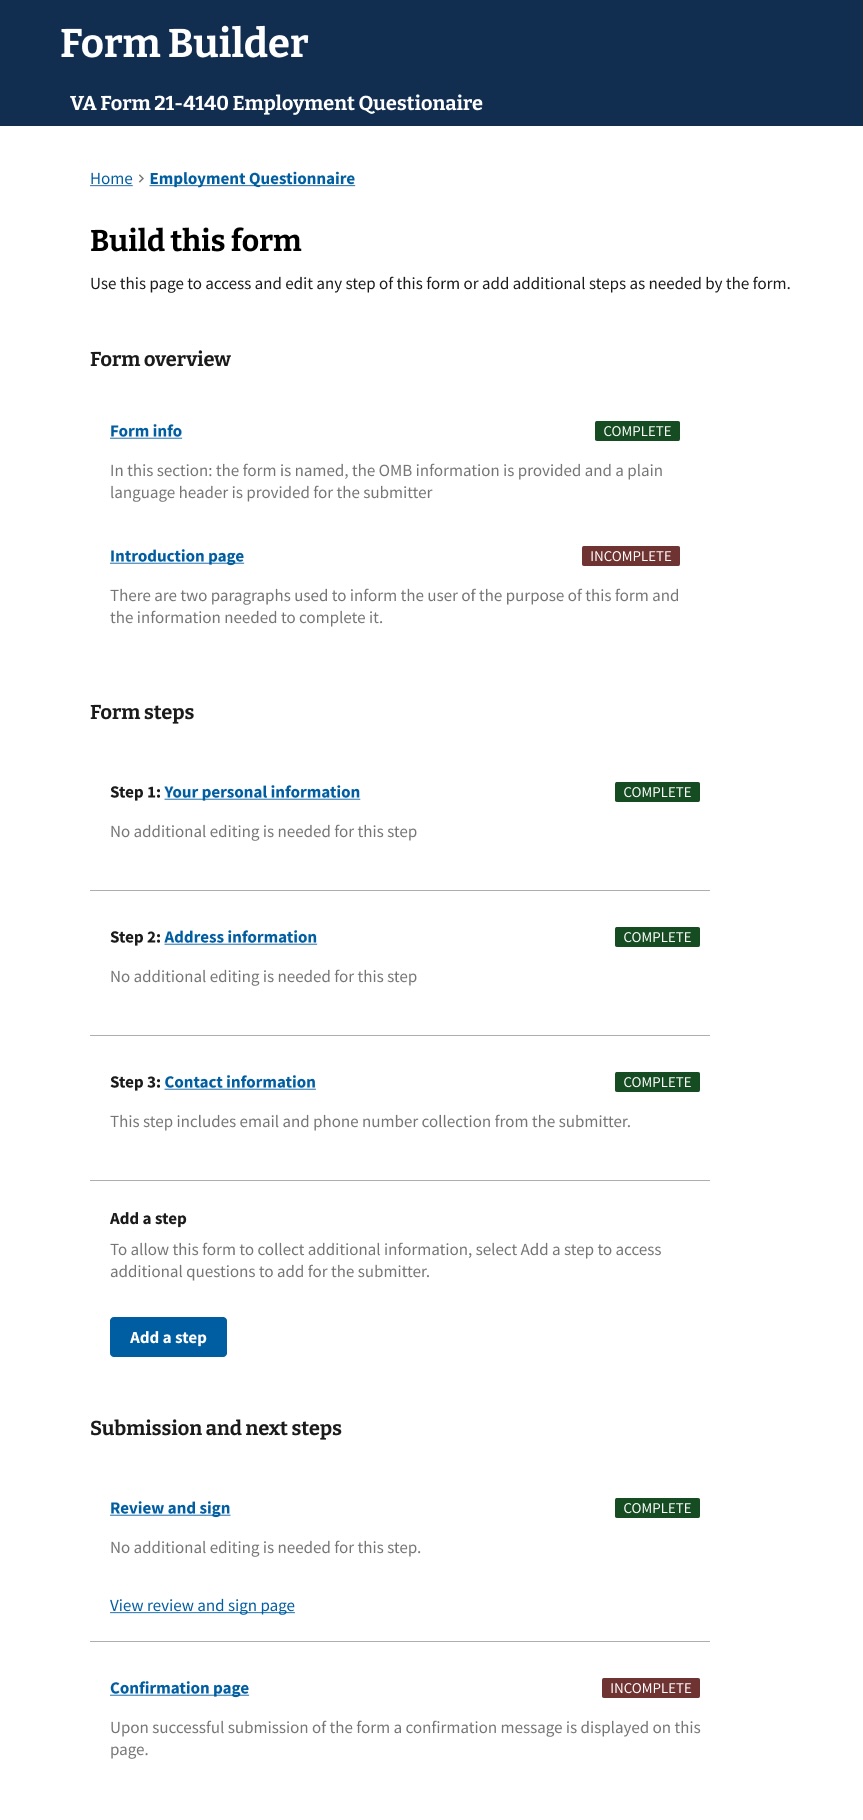 Form Builder
VA Form 21-4140 Employment Questionaire
Home > Employment Questionnaire
Build this form
Use this page to access and edit any step of this form or add additional steps as needed by the form.
Form overview
Form info COMPLETE
In this section: the form is named, the OMB information is provided and a plain
language header is provided for the submitter
Introduction page INCOMPLETE
There are two paragraphs used to inform the user of the purpose of this form and
the information needed to complete it.
Form steps
Step 1: Your personal information COMPLETE
No additional editing is needed for this step
Step 2: Address information COMPLETE
No additional editing is needed for this step
Step 3: Contact information COMPLETE
This step includes email and phone number collection from the submitter.
Add a step
To allow this form to collect additional information, select Add a step to access
additional questions to add for the submitter.
Add a step
Submission and next steps
Review and sign COMPLETE
No additional editing is needed for this step.
View review and sign page
Confirmation page INCOMPLETE
Upon successful submission of the form a confirmation message is displayed on this
page.